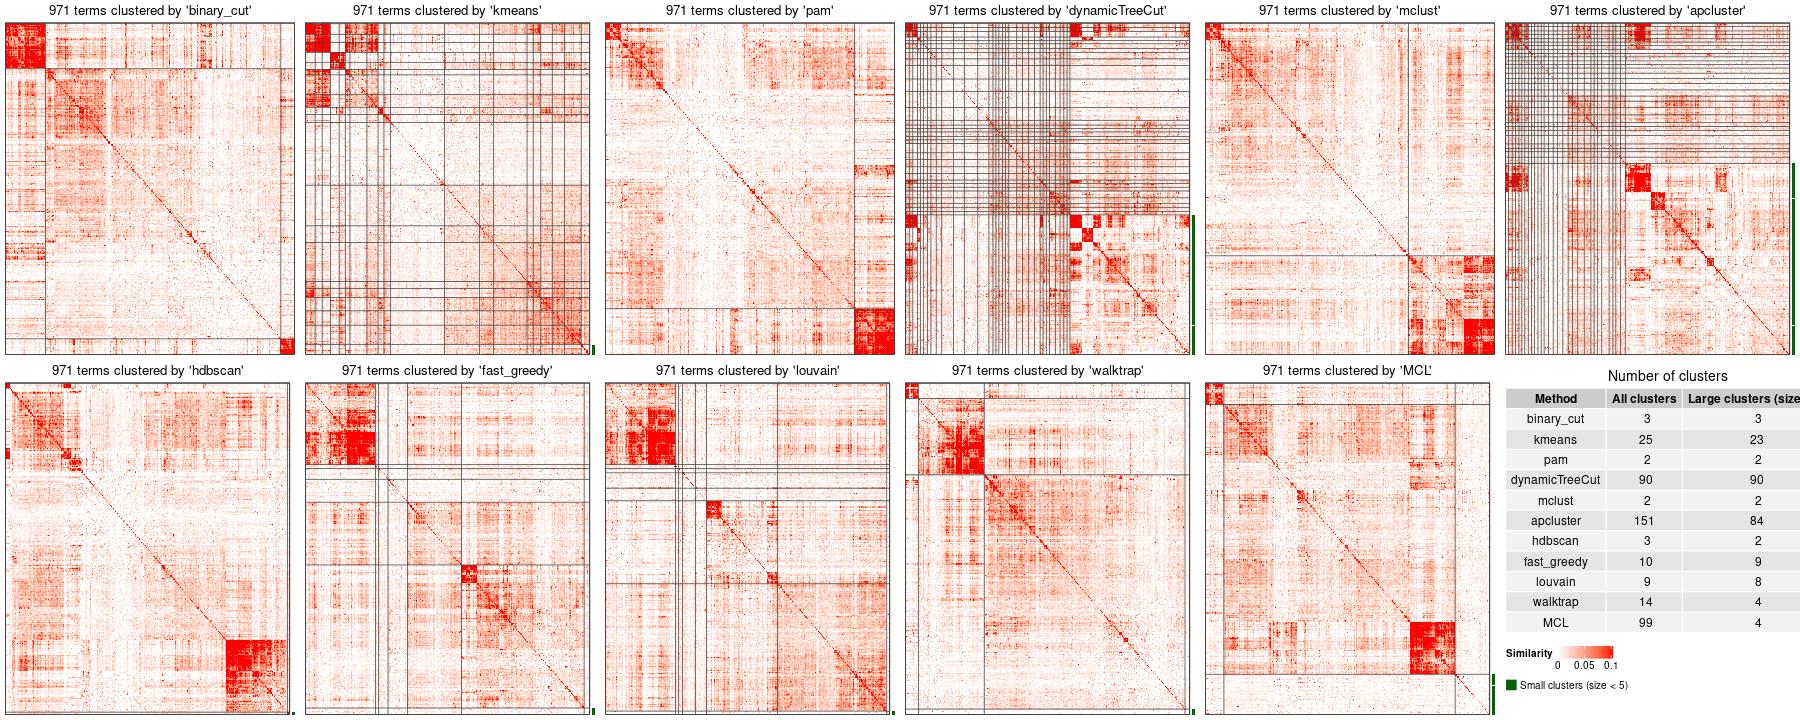 971 terms clustered by 'binary_cut'
971 terms clustered by 'kmeans'
971 terms clustered by 'pam'
971 terms clustered by 'dynamicTreeCut'
971 terms clustered by 'mclust'
971 terms clustered by 'apcluster'
971 terms clustered by 'hdbscan'
971 terms clustered by 'fast_greedy'
971 terms clustered by 'louvain'
971 terms clustered by 'walktrap'
971 terms clustered by 'MCL'
Number of clusters
Method All clusters Large clusters (size
binary_cut 3 3
kmeans 25 23
pam 2 2
dynamicTreeCut 90 90
mclust 2 2
apcluster 151 84
hdbscan 3 2
fast_greedy 10 9
louvain 9 8
walktrap 14 4
MCL 99 4
Similarity
0 0.05 0.1
Small clusters (size < 5)